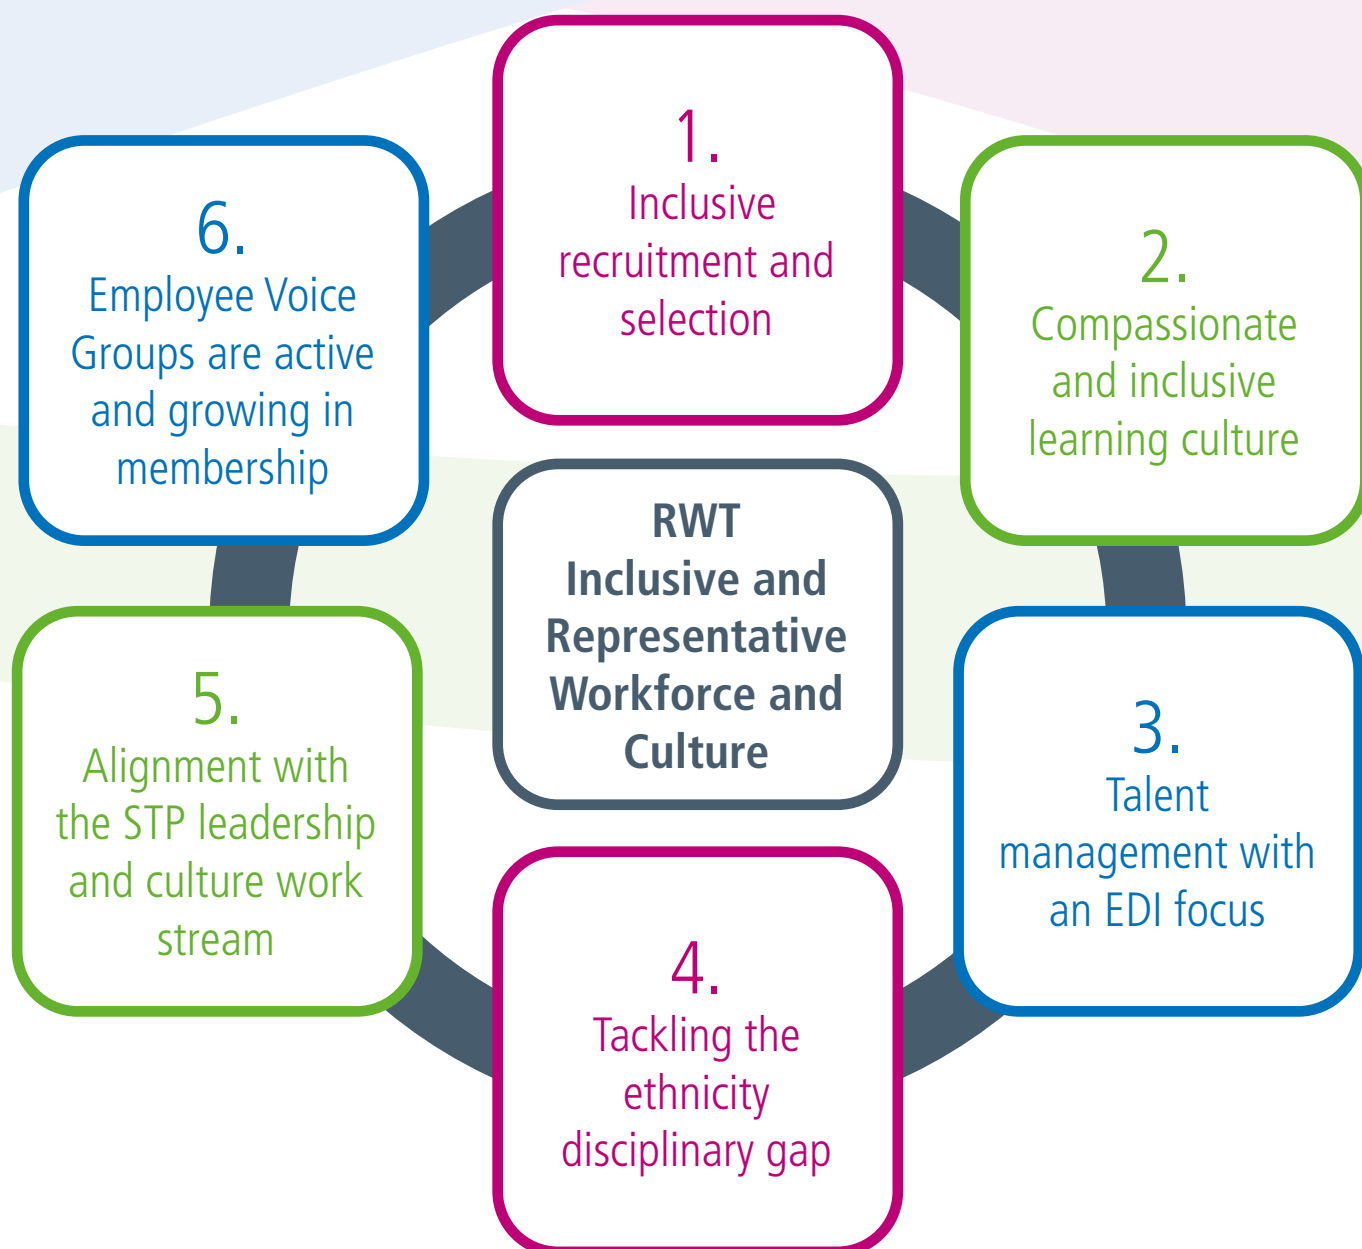 1.
Inclusive
recruitment and
selection
2.
Compassionate
and inclusive
learning culture
3.
Talent
management with
an EDI focus
4.
Tackling the
ethnicity
disciplinary gap
5.
Alignment with
the STP leadership
and culture work
stream
6.
Employee Voice
Groups are active
and growing in
membership
RWT
Inclusive and
Representative
Workforce and
Culture